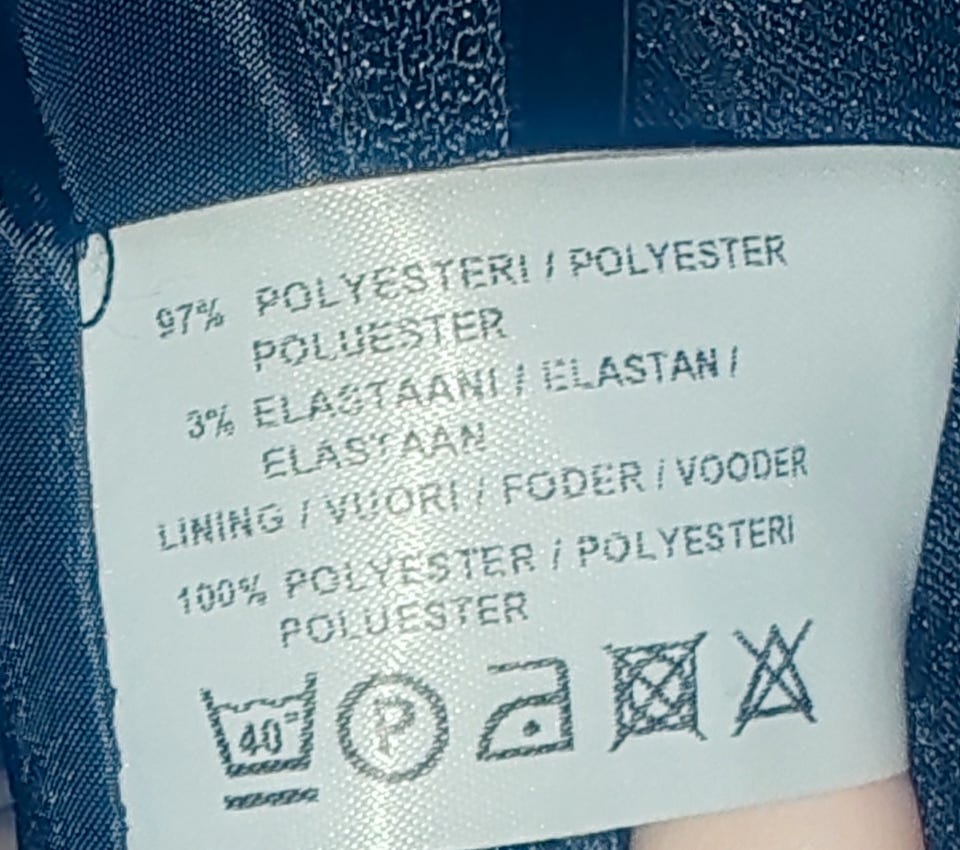 97% POLYESTERI / POLYESTER
POLUESTER
3% ELASTAANI / ELASTAN /
ELASTAAN
LINING / VUORI / FODER / VOODER
100% POLYESTER / POLYESTERI
POLUESTER
40° P